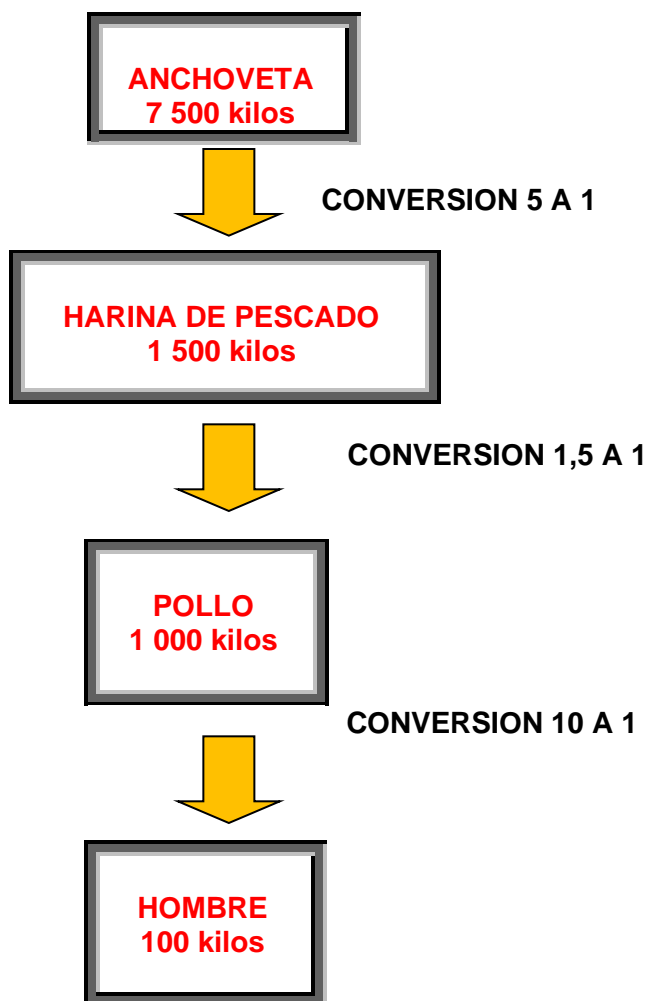 ANCHOVETA
7 500 kilos
CONVERSION 5 A 1
HARINA DE PESCADO
1 500 kilos
CONVERSION 1,5 A 1
POLLO
1 000 kilos
CONVERSION 10 A 1
HOMBRE
100 kilos